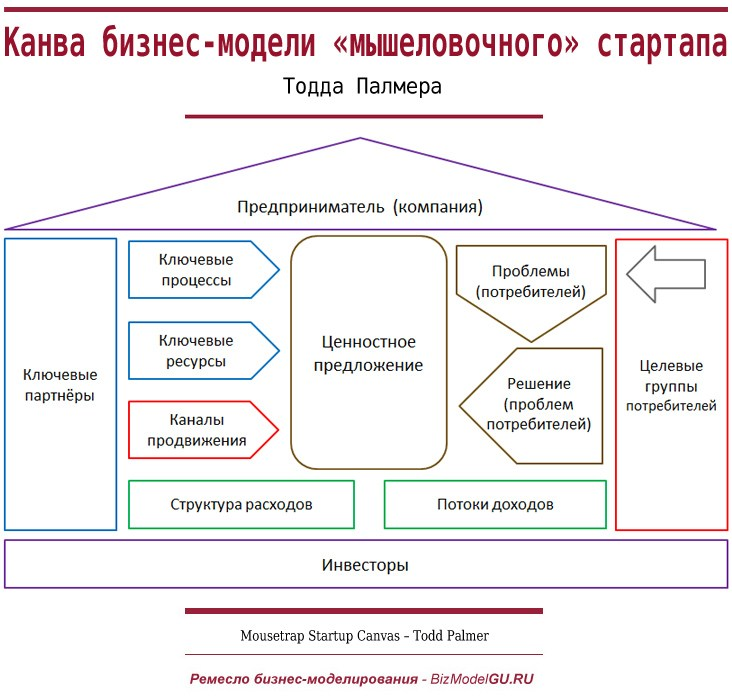 Канва бизнес-модели «мышеловочного» стартапа
Тодда Палмера
Предприниматель (компания)
Ключевые
партнёры
Ключевые
процессы
Ключевые
ресурсы
Каналы
продвижения
Ценностное
предложение
Проблемы
(потребителей)
Решение
(проблем
потребителей)
Целевые
группы
потребителей
Структура расходов
Потоки доходов
Инвесторы
Mousetrap Startup Canvas – Todd Palmer
Ремесло бизнес-моделирования - BizModelGU.RU